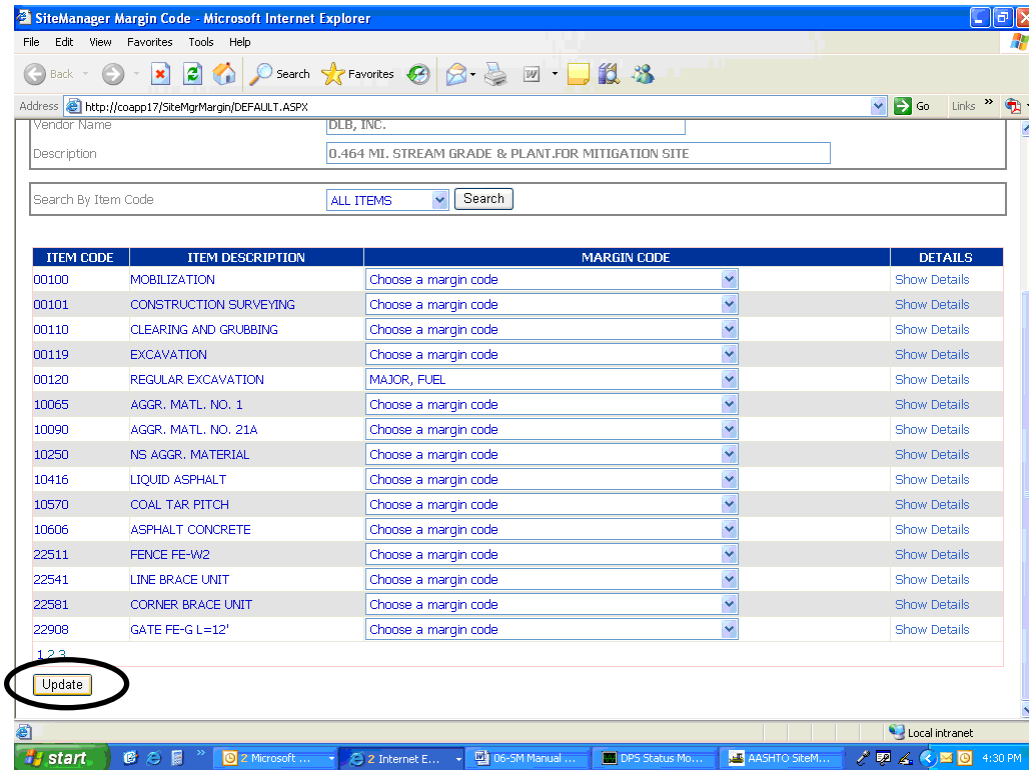 SiteManager Margin Code - Microsoft Internet Explorer
File Edit View Favorites Tools Help
Back Search Favorites
Address http://coapp17/SiteMgrMargin/DEFAULT.ASPX Go Links »
Vendor Name DLB, INC.
Description 0.464 MI. STREAM GRADE & PLANT.FOR MITIGATION SITE
Search By Item Code ALL ITEMS Search
ITEM CODE ITEM DESCRIPTION MARGIN CODE DETAILS
00100 MOBILIZATION Choose a margin code Show Details
00101 CONSTRUCTION SURVEYING Choose a margin code Show Details
00110 CLEARING AND GRUBBING Choose a margin code Show Details
00119 EXCAVATION Choose a margin code Show Details
00120 REGULAR EXCAVATION MAJOR, FUEL Show Details
10065 AGGR. MATL. NO. 1 Choose a margin code Show Details
10090 AGGR. MATL. NO. 21A Choose a margin code Show Details
10250 NS AGGR. MATERIAL Choose a margin code Show Details
10416 LIQUID ASPHALT Choose a margin code Show Details
10570 COAL TAR PITCH Choose a margin code Show Details
10606 ASPHALT CONCRETE Choose a margin code Show Details
22511 FENCE FE-W2 Choose a margin code Show Details
22541 LINE BRACE UNIT Choose a margin code Show Details
22581 CORNER BRACE UNIT Choose a margin code Show Details
22908 GATE FE-G L=12' Choose a margin code Show Details
1 2 3
Update
Local intranet
start » 2 Microsoft ... 2 Internet E... 06-SM Manual ... DPS Status Mo... AASHTO SiteM... 4:30 PM